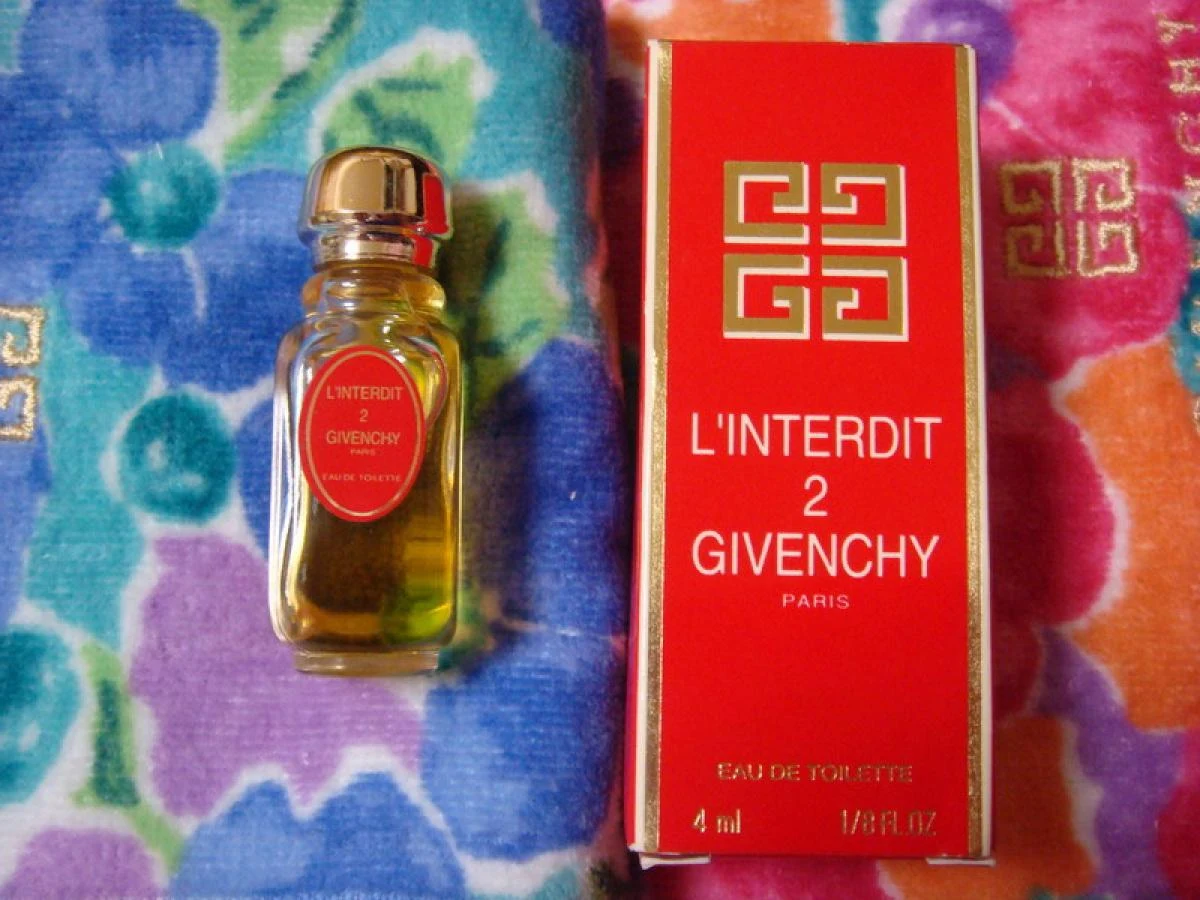 L'INTERDIT
2
GIVENCHY
PARIS
EAU DE TOILETTE
L'INTERDIT
2
GIVENCHY
PARIS
EAU DE TOILETTE
4 ml 1/8 FL.OZ